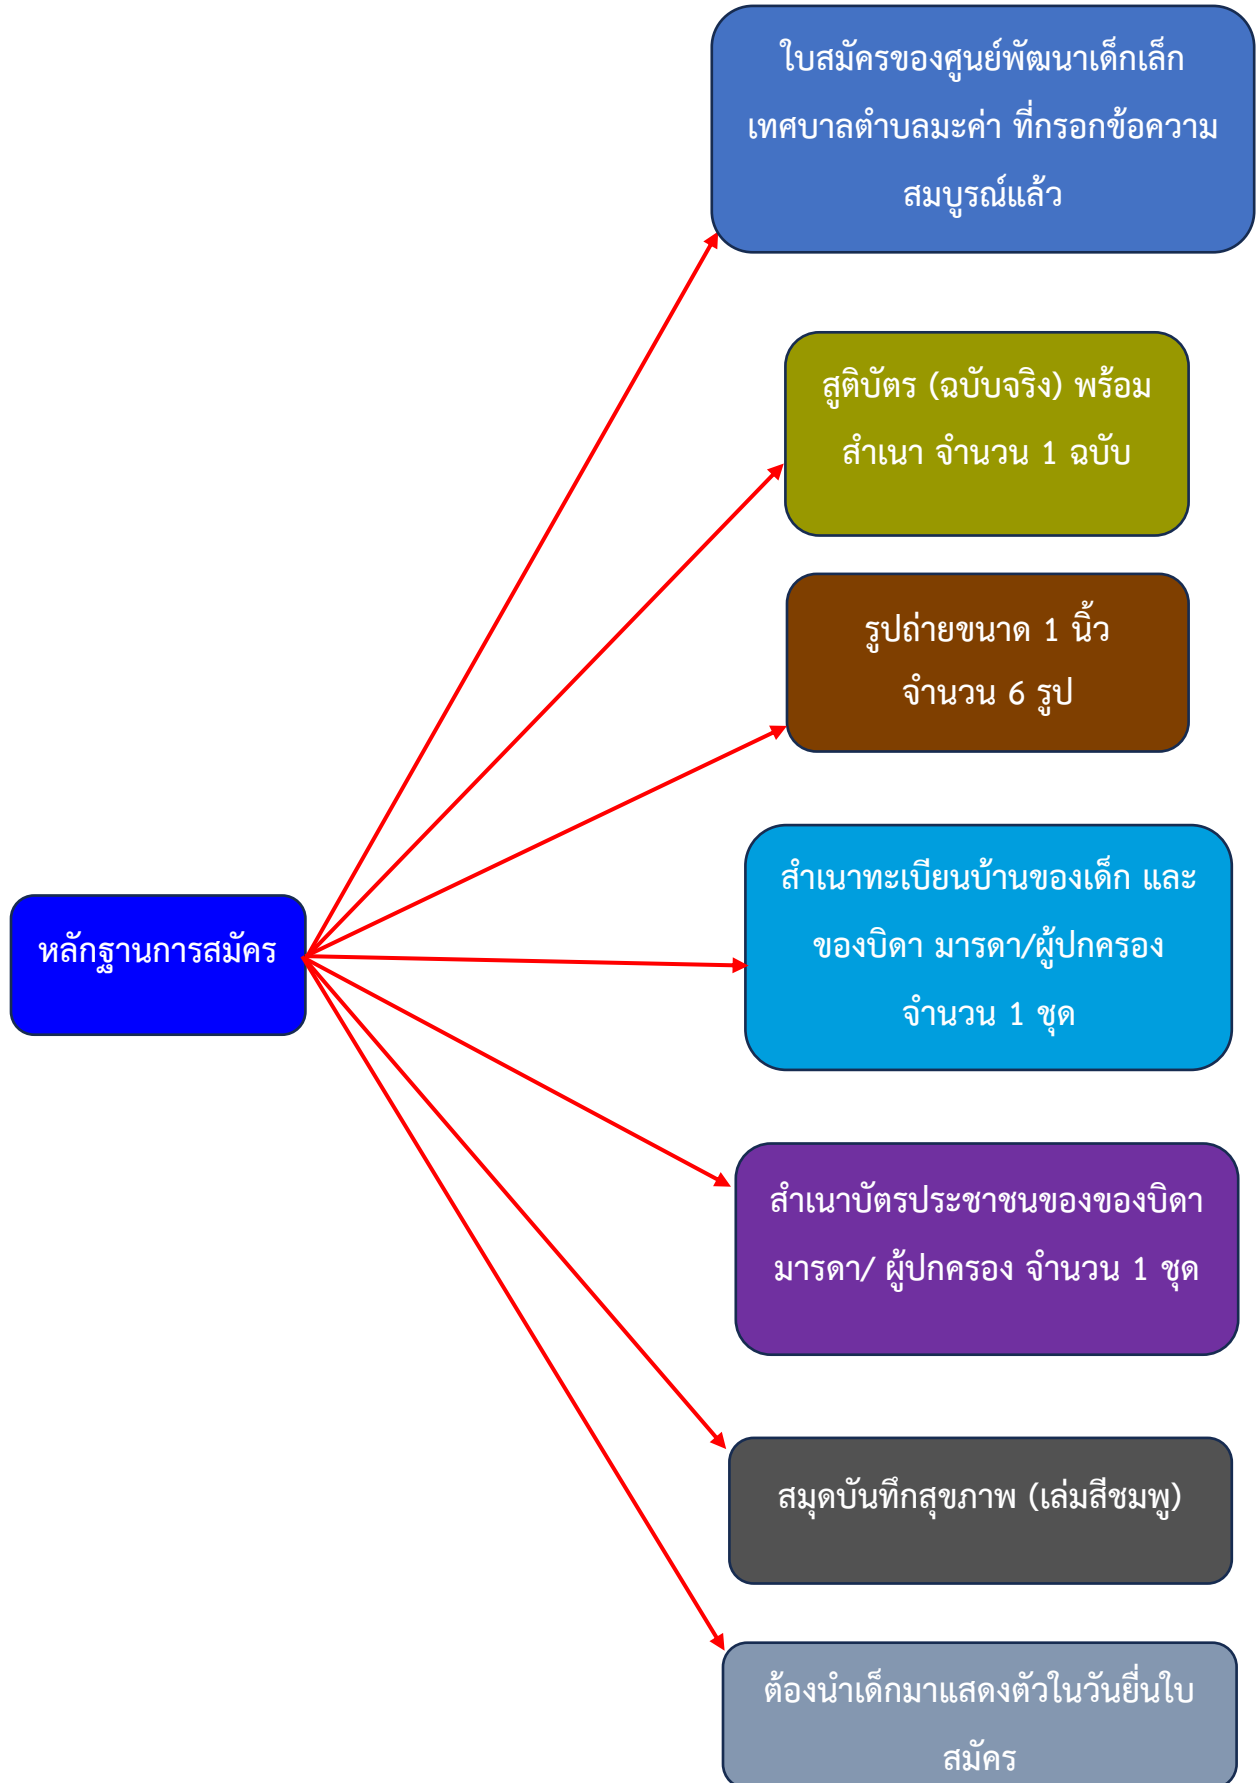 ใบสมัครของศูนย์พัฒนาเด็กเล็ก
เทศบาลตำบลมะค่า ที่กรอกข้อความ
สมบูรณ์แล้ว
สูติบัตร (ฉบับจริง) พร้อม
สำเนา จำนวน 1 ฉบับ
รูปถ่ายขนาด 1 นิ้ว
จำนวน 6 รูป
หลักฐานการสมัคร
สำเนาทะเบียนบ้านของเด็ก และ
ของบิดา มารดา/ผู้ปกครอง
จำนวน 1 ชุด
สำเนาบัตรประชาชนของของบิดา
มารดา/ ผู้ปกครอง จำนวน 1 ชุด
สมุดบันทึกสุขภาพ (เล่มสีชมพู)
ต้องนำเด็กมาแสดงตัวในวันยื่นใบ
สมัคร